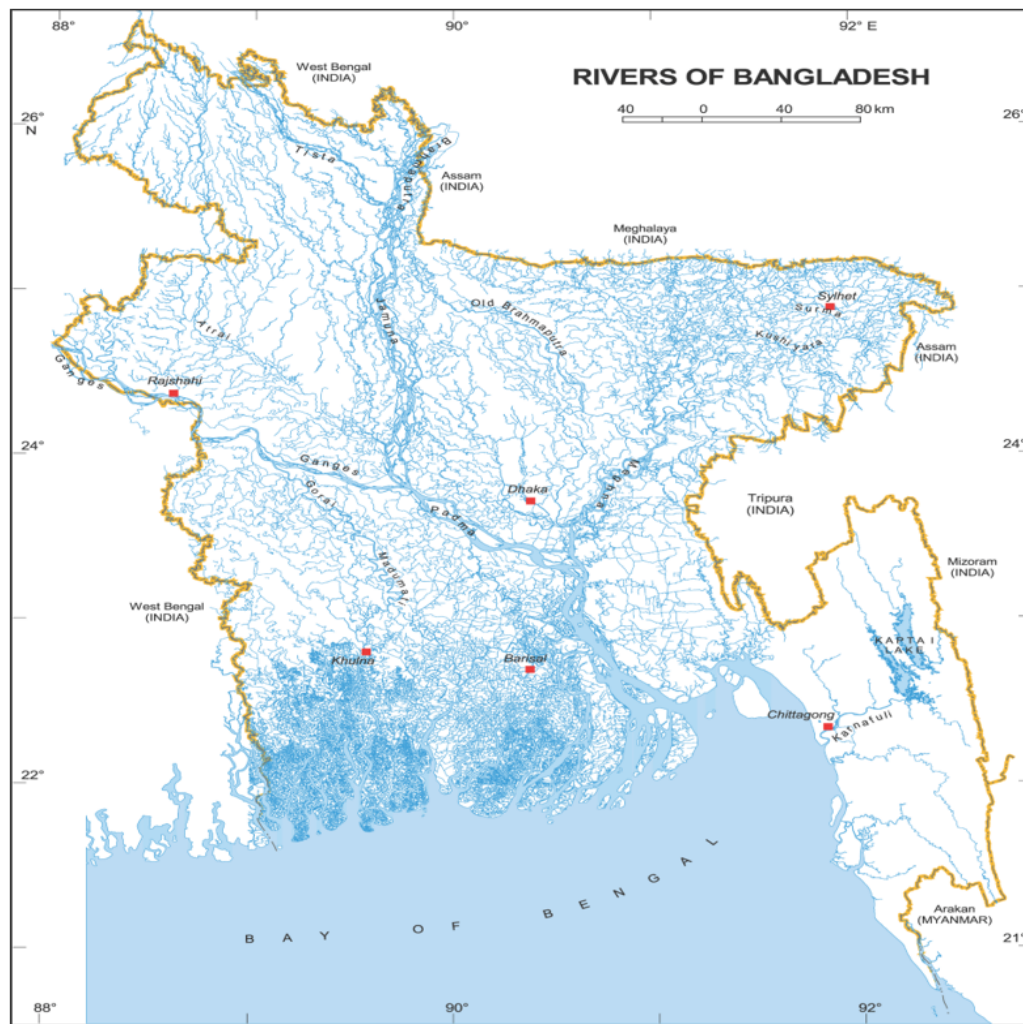 88°
90°
92° E
West Bengal
(INDIA)
RIVERS OF BANGLADESH
40
0
40
80 km
26°
N
26°
Tista
Brahmaputra
Assam
(INDIA)
Meghalaya
(INDIA)
Sylhet
Surma
Old Brahmaputra
Jamuna
Atrai
Kushiyara
Assam
(INDIA)
Ganges
Rajshahi
24°
24°
Ganges
Meghna
Gorai
Dhaka
Padma
Tripura
(INDIA)
Madumati
Mizoram
(INDIA)
West Bengal
(INDIA)
KAPTAI
LAKE
Khulna
Barisal
Chittagong
Karnafuli
22°
BAY OF BENGAL
Arakan
(MYANMAR)
21°
88°
90°
92°